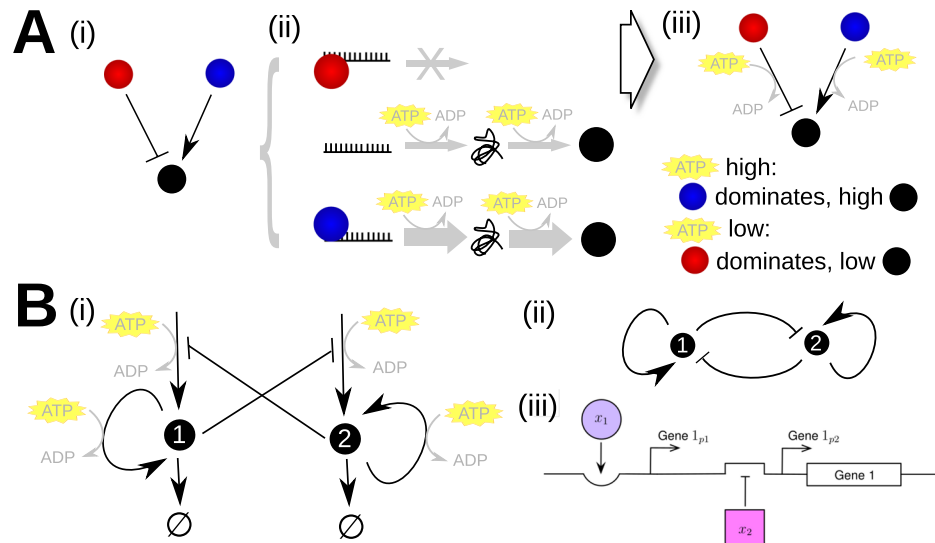 A
(i)
(ii)
ATP
ADP
ATP
ADP
ATP
ADP
ATP
ADP
(iii)
ATP
ADP
ATP
ADP
ATP high:
dominates, high
ATP low:
dominates, low
B
(i)
ATP
ADP
ATP
ADP
ATP
ADP
ATP
ADP
1
2
∅
∅
(ii)
1
2
(iii)
x₁
Gene 1ₚ₁
Gene 1ₚ₂
Gene 1
x₂